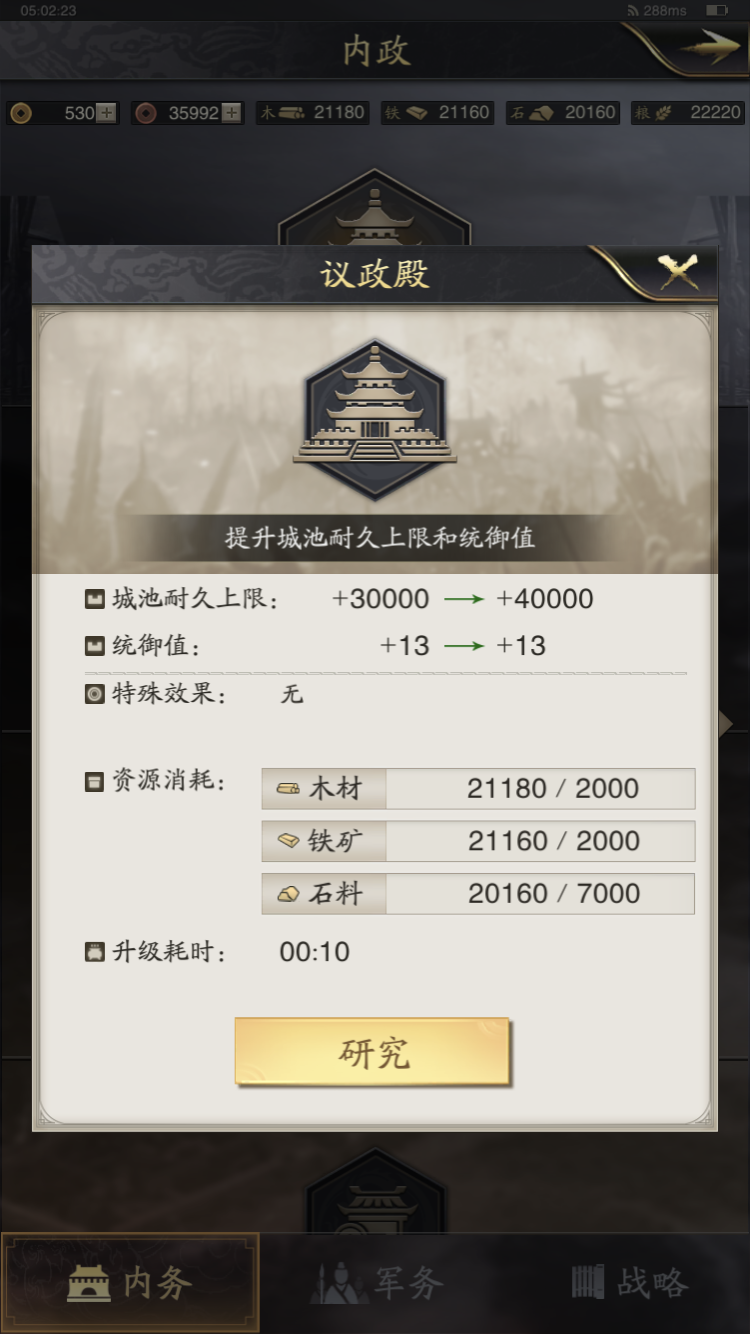 05:02:23 288ms
内政
530 35992 木 21180 铁 21160 石 20160 粮 22220
议政殿
提升城池耐久上限和统御值
城池耐久上限： +30000 +40000
统御值： +13 +13
特殊效果： 无
资源消耗： 木材 21180 / 2000
铁矿 21160 / 2000
石料 20160 / 7000
升级耗时： 00:10
研究
内务 军务 战略